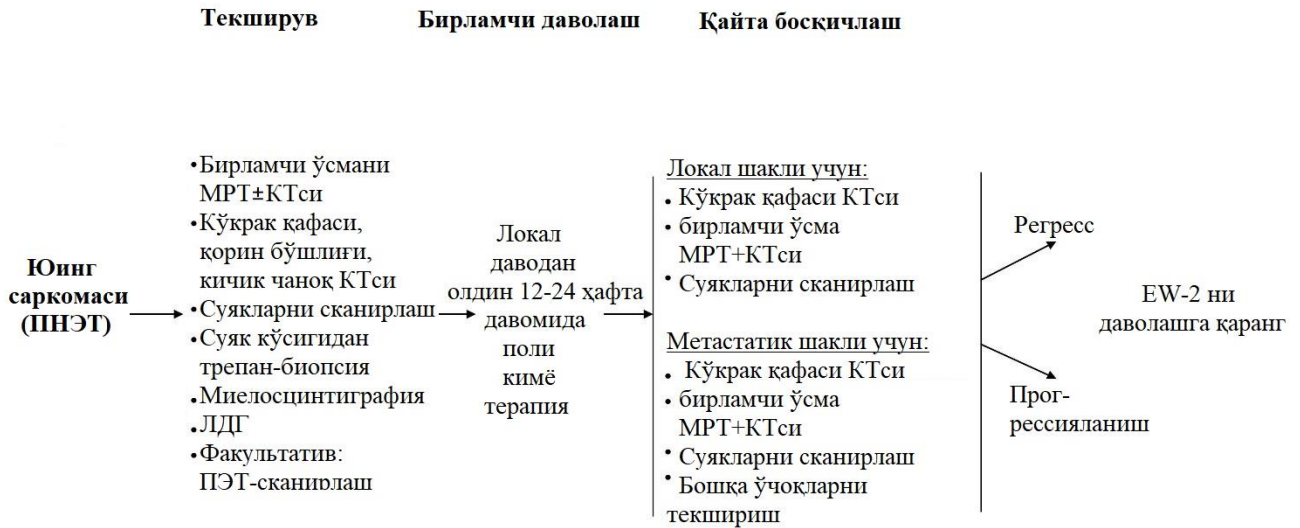 Текширув
Бирламчи даволаш
Қайта босқичлаш
Юинг
саркомаси
(ПНЭТ)
•Бирламчи ўсмани
МРТ±КТси
•Кўкрак қафаси,
қорин бўшлиғи,
кичик чаноқ КТси
•Суякларни сканирлаш
•Суяк кўсигидан
трепан-биопсия
•Миелосцинтиграфия
•ЛДГ
•Факультатив:
ПЭТ-сканирлаш
Локал
даводан
олдин 12-24 ҳафта
давомида
поли
кимё
терапия
Локал шакли учун:
• Кўкрак қафаси КТси
• бирламчи ўсма
МРТ+КТси
• Суякларни сканирлаш
Метастатик шакли учун:
• Кўкрак қафаси КТси
• бирламчи ўсма
МРТ+КТси
• Суякларни сканирлаш
• Бошка ўчоқларни
текшириш
Регресс
Прог-
рессияланиш
EW-2 ни
даволашга қаранг